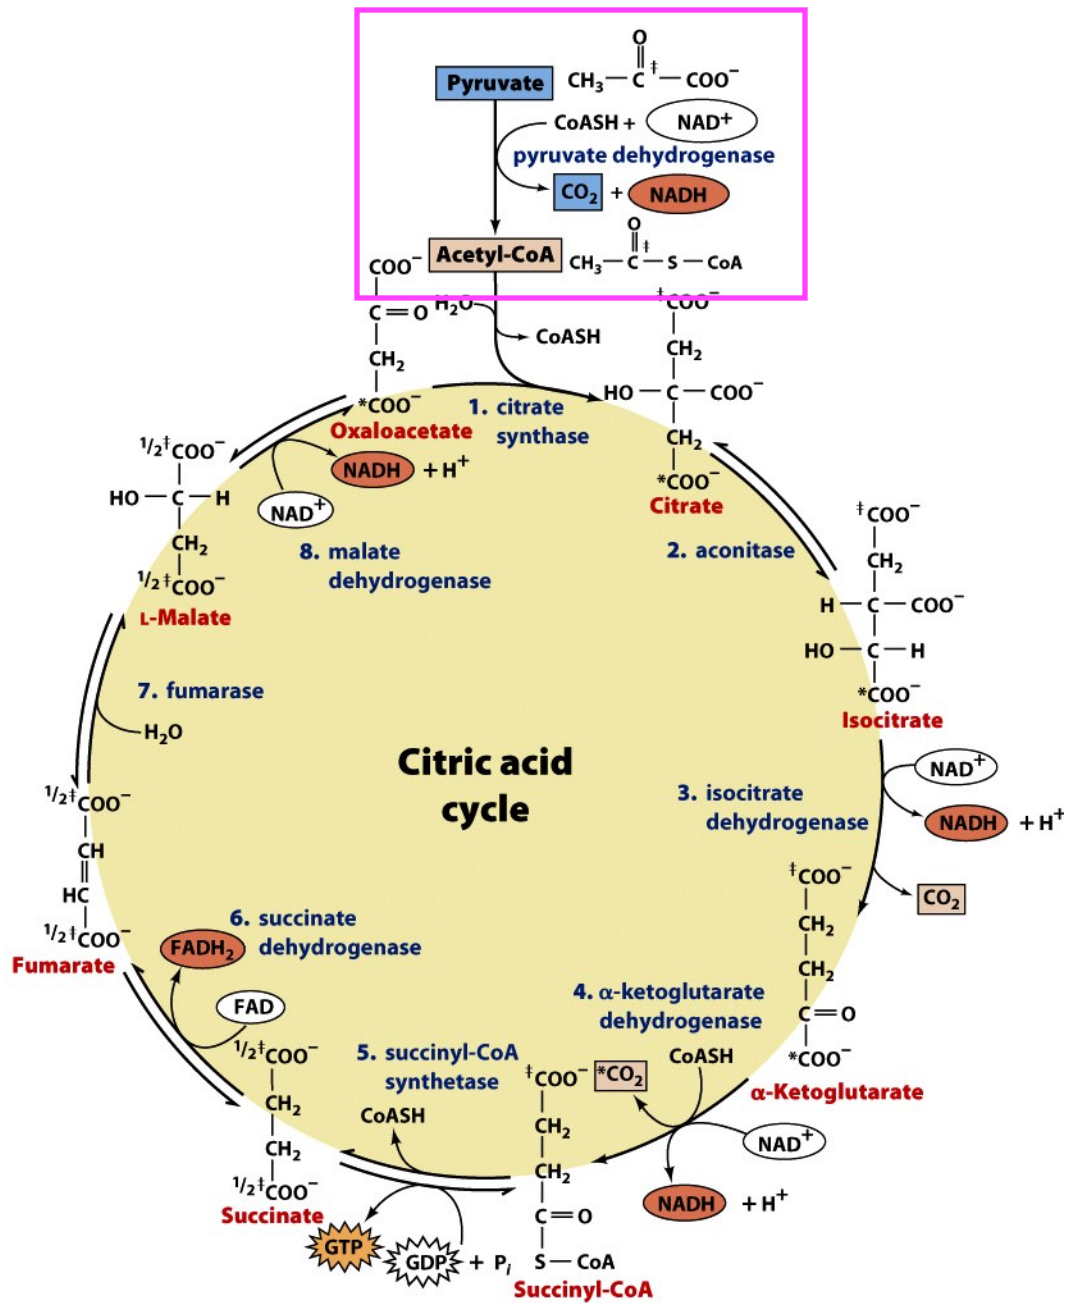 Pyruvate
O
CH3—C‡—COO−
CoASH + NAD+
pyruvate dehydrogenase
CO2 + NADH
Acetyl-CoA
O
CH3—C‡—S—CoA
COO−
C=O
CH2
*COO−
Oxaloacetate
H2O
CoASH
1. citrate
synthase
‡COO−
CH2
HO—C—COO−
CH2
*COO−
Citrate
2. aconitase
‡COO−
CH2
H—C—COO−
HO—C—H
*COO−
Isocitrate
NAD+
3. isocitrate
dehydrogenase
NADH + H+
CO2
‡COO−
CH2
CH2
C=O
*COO−
α-Ketoglutarate
4. α-ketoglutarate
dehydrogenase
CoASH
*CO2
NAD+
NADH + H+
‡COO−
CH2
CH2
C=O
S—CoA
Succinyl-CoA
5. succinyl-CoA
synthetase
CoASH
GTP
GDP + Pi
1/2‡COO−
CH2
CH2
1/2‡COO−
Succinate
6. succinate
dehydrogenase
FADH2
FAD
1/2‡COO−
CH
HC
1/2‡COO−
Fumarate
7. fumarase
H2O
1/2‡COO−
HO—C—H
CH2
1/2‡COO−
L-Malate
8. malate
dehydrogenase
NAD+
NADH + H+
Citric acid
cycle